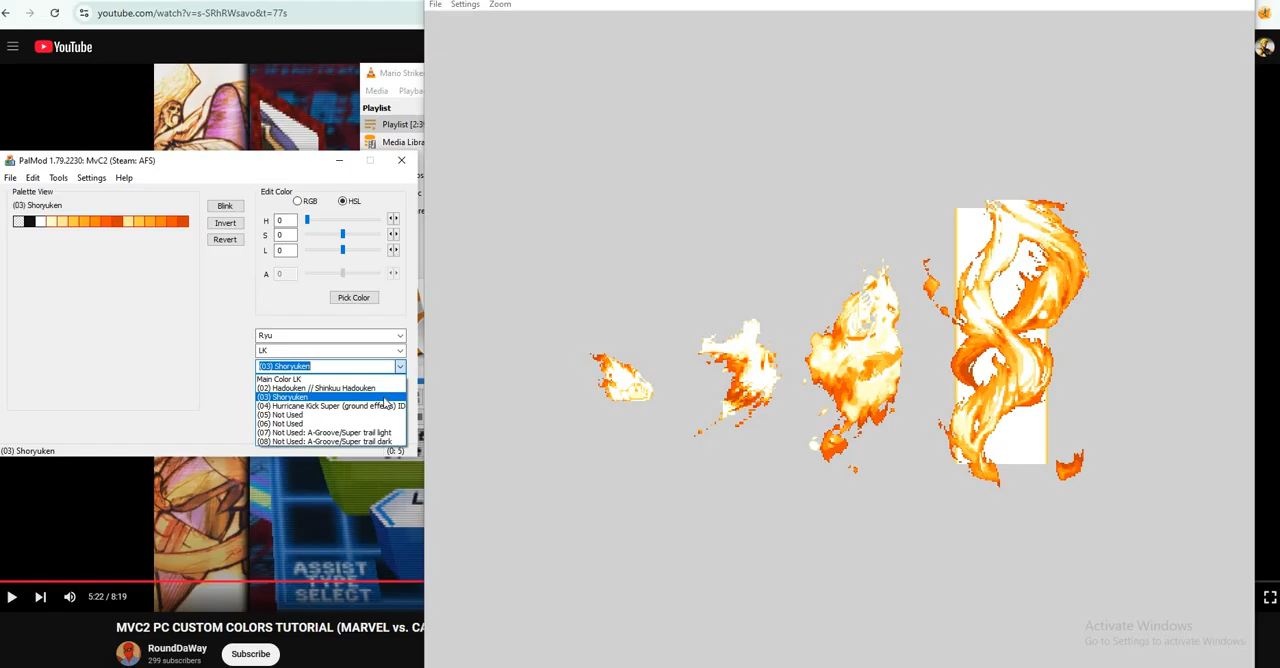 youtube.com/watch?v=s-SRhRWsavo&t=77s
File Settings Zoom
YouTube
Mario Strike
Media Playba
Playlist
Playlist [2:3
Media Libra
PalMod 1.79.2230: MvC2 (Steam: AFS)
File Edit Tools Settings Help
Palette View
(03) Shoryuken
Blink
Invert
Revert
Edit Color
RGB HSL
H 0
S 0
L 0
A 0
Pick Color
Ryu
LK
(03) Shoryuken
Main Color LK
(02) Hadouken // Shinkuu Hadouken
(03) Shoryuken
(04) Hurricane Kick Super (ground effects) ID
(05) Not Used
(06) Not Used
(07) Not Used: A-Groove/Super trail light
(08) Not Used: A-Groove/Super trail dark
(03) Shoryuken (0: 5)
ASSIST
TYPE
SELECT
5:22 / 8:19
MVC2 PC CUSTOM COLORS TUTORIAL (MARVEL vs. CA
RoundDaWay
299 subscribers
Subscribe
Activate Windows
Go to Settings to activate Windows.